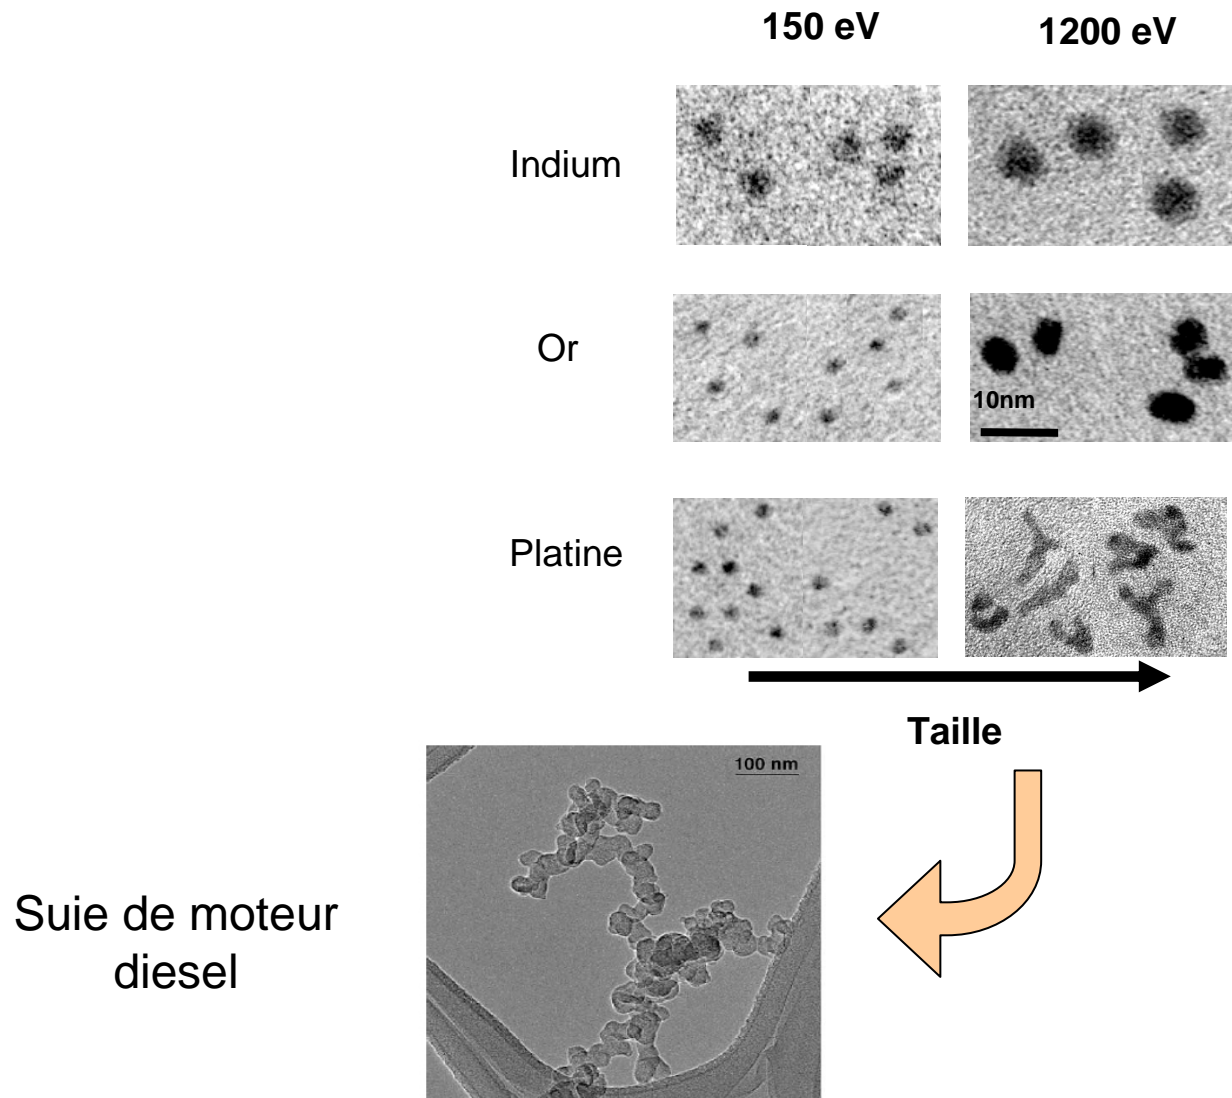 150 eV
1200 eV
Indium
Or
10nm
Platine
Taille
100 nm
Suie de moteur
diesel